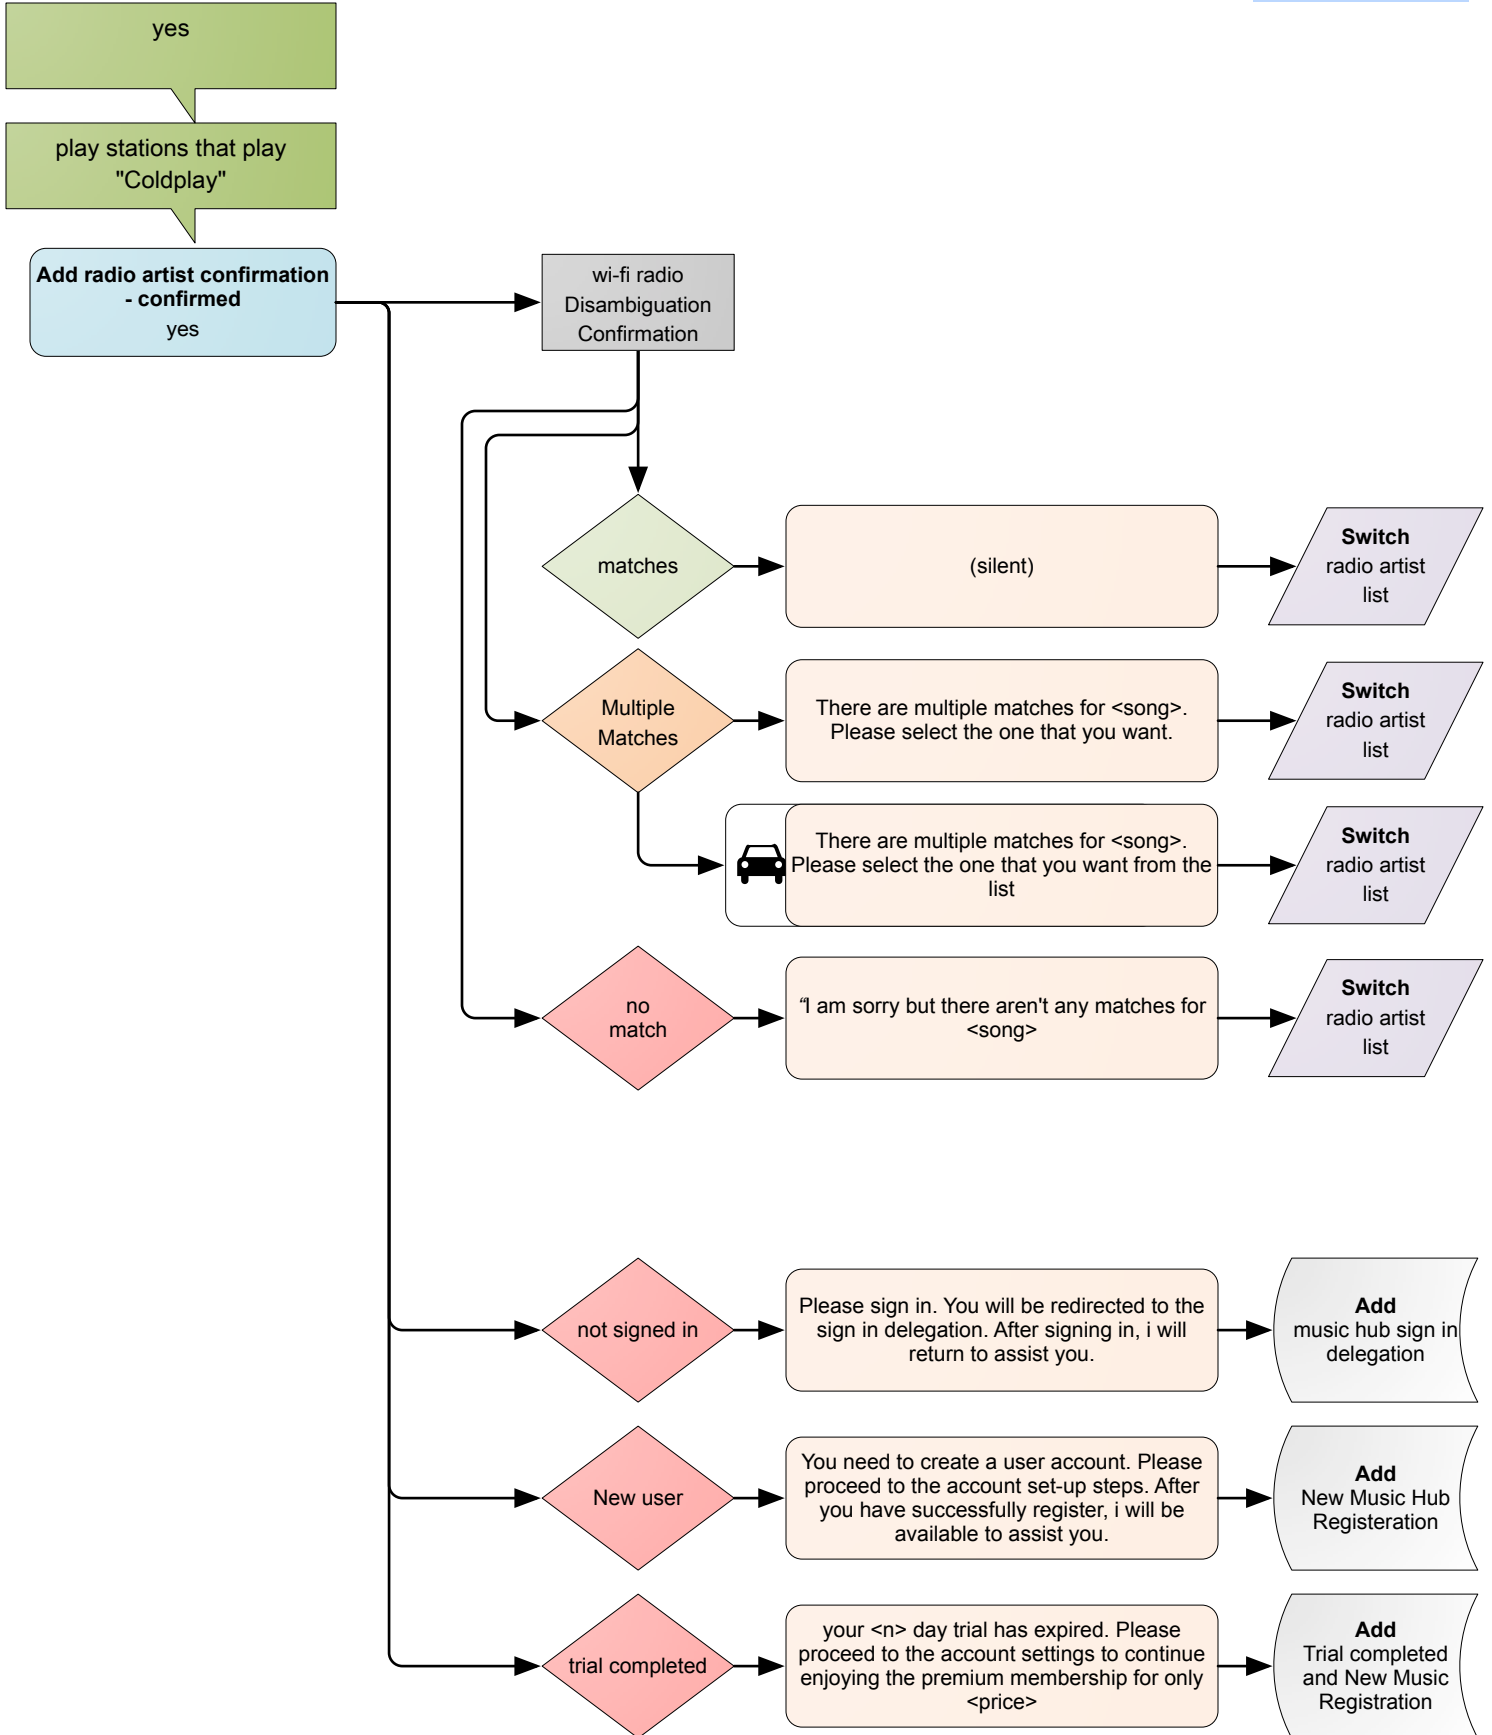 yes
play stations that play
"Coldplay"
Add radio artist confirmation
- confirmed
yes
wi-fi radio
Disambiguation
Confirmation
matches
(silent)
Switch
radio artist
list
Multiple
Matches
There are multiple matches for <song>.
Please select the one that you want.
Switch
radio artist
list
There are multiple matches for <song>.
Please select the one that you want from the
list
Switch
radio artist
list
no
match
“I am sorry but there aren't any matches for
<song>
Switch
radio artist
list
not signed in
Please sign in. You will be redirected to the
sign in delegation. After signing in, i will
return to assist you.
Add
music hub sign in
delegation
New user
You need to create a user account. Please
proceed to the account set-up steps. After
you have successfully register, i will be
available to assist you.
Add
New Music Hub
Registeration
trial completed
your <n> day trial has expired. Please
proceed to the account settings to continue
enjoying the premium membership for only
<price>
Add
Trial completed
and New Music
Registration